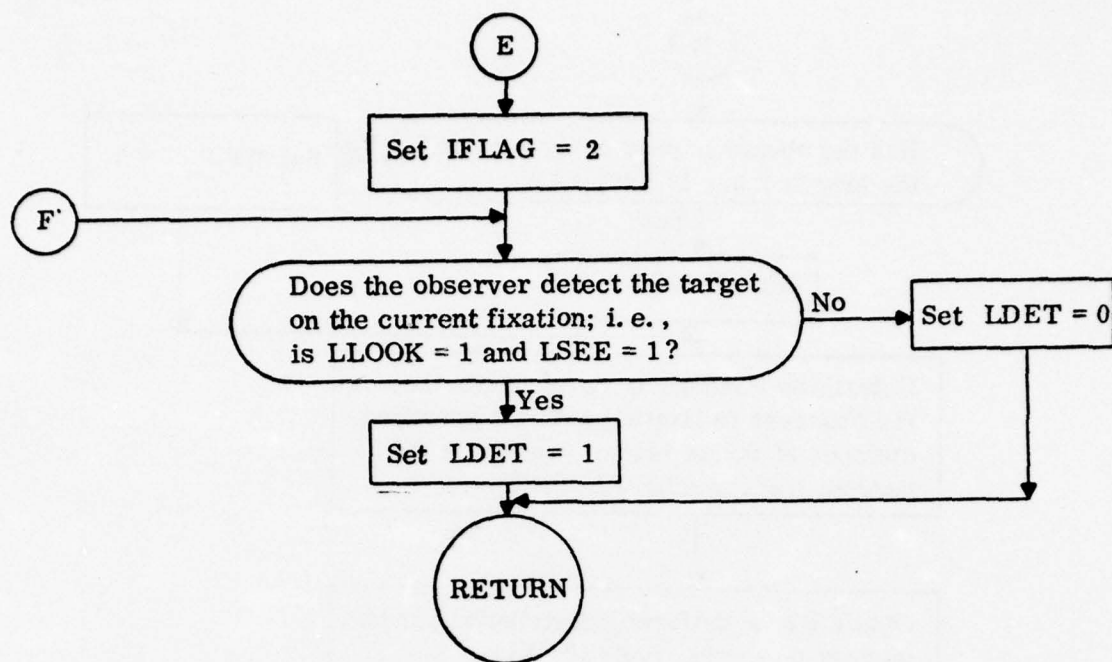 E
Set IFLAG = 2
F
Does the observer detect the target
on the current fixation; i. e.,
is LLOOK = 1 and LSEE = 1?
No
Set LDET = 0
Yes
Set LDET = 1
RETURN